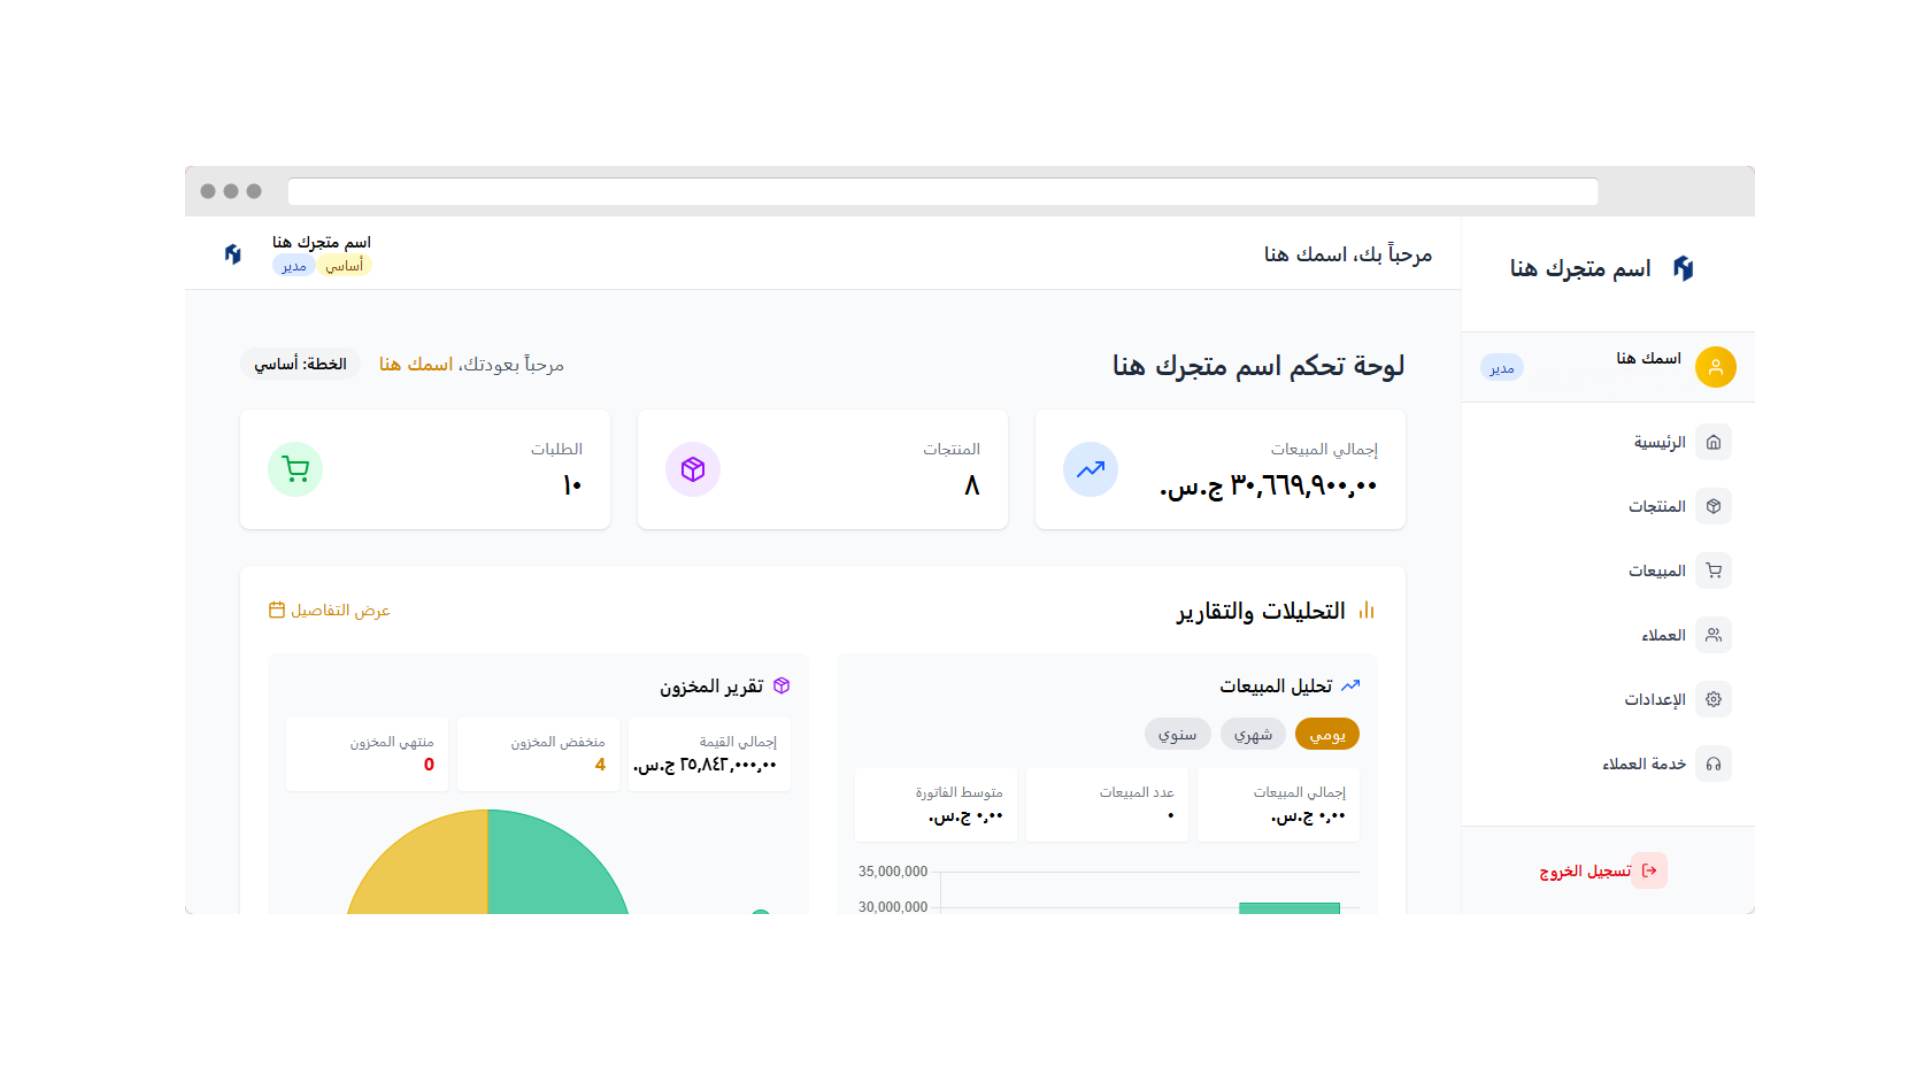 اسم متجرك هنا
اسمك هنا
مدير
الرئيسية
المنتجات
المبيعات
العملاء
الإعدادات
خدمة العملاء
تسجيل الخروج
مرحباً بك، اسمك هنا
اسم متجرك هنا
أساسي
مدير
لوحة تحكم اسم متجرك هنا
مرحباً بعودتك، اسمك هنا
الخطة: أساسي
إجمالي المبيعات
٣٠,٦٦٩,٩٠٠,٠٠ ج.س.
المنتجات
٨
الطلبات
١٠
التحليلات والتقارير
عرض التفاصيل
تحليل المبيعات
يومي
شهري
سنوي
إجمالي المبيعات
٠,٠٠ ج.س.
عدد المبيعات
٠
متوسط الفاتورة
٠,٠٠ ج.س.
35,000,000
30,000,000
تقرير المخزون
إجمالي القيمة
٢٥,٨٤٢,٠٠٠,٠٠ ج.س.
منخفض المخزون
4
منتهي المخزون
0